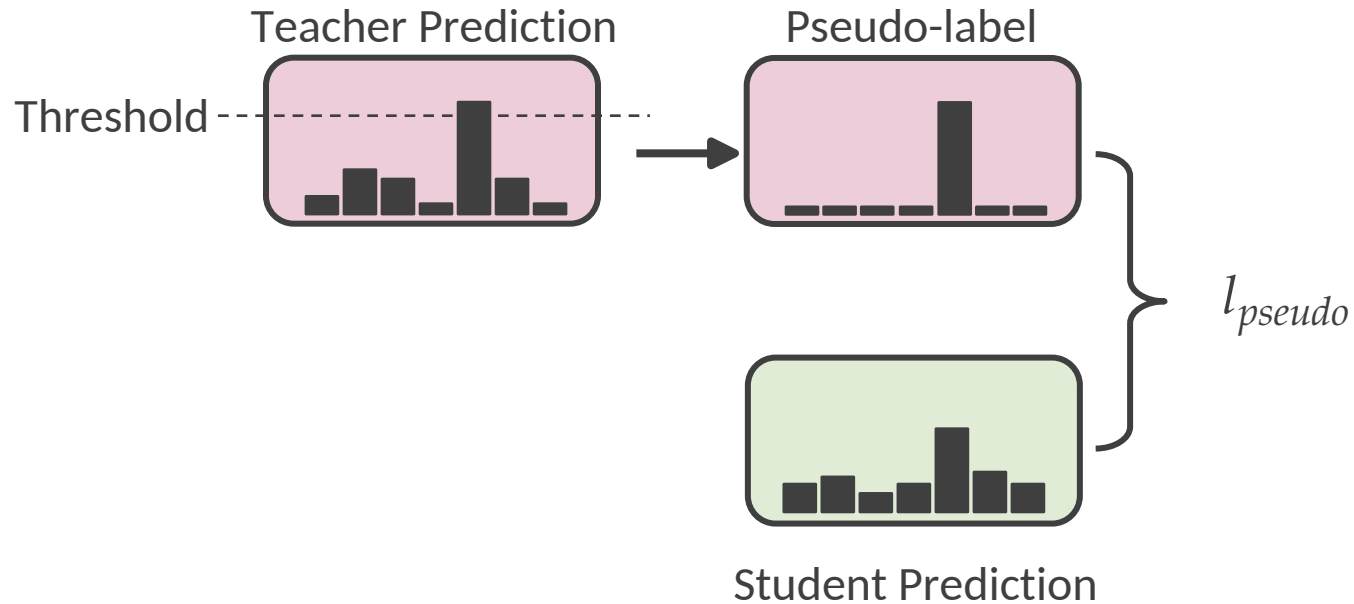 Teacher Prediction
Pseudo-label
Threshold
l_pseudo
Student Prediction